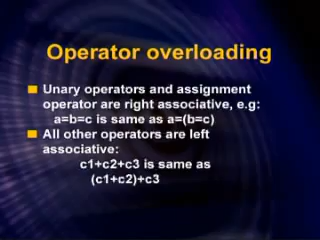 Operator overloading
Unary operators and assignment
operator are right associative, e.g:
a=b=c is same as a=(b=c)
All other operators are left
associative:
c1+c2+c3 is same as
(c1+c2)+c3